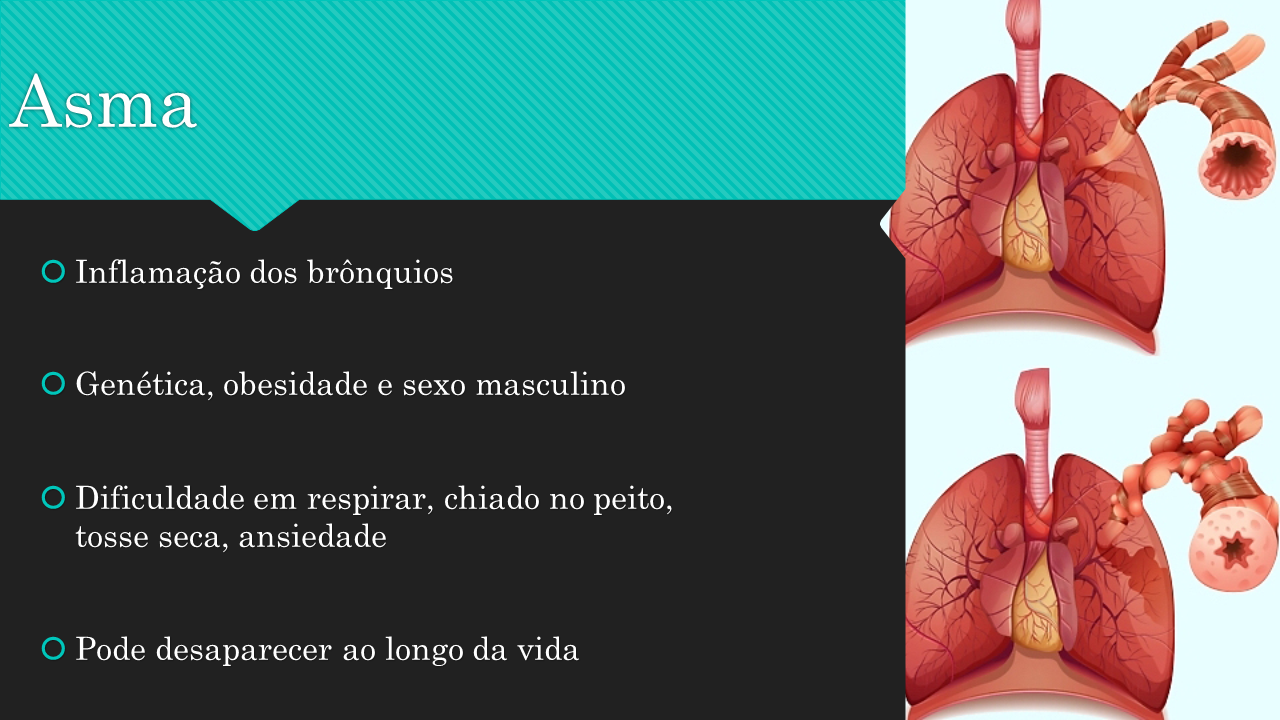 Asma
Inflamação dos brônquios
Genética, obesidade e sexo masculino
Dificuldade em respirar, chiado no peito,
tosse seca, ansiedade
Pode desaparecer ao longo da vida